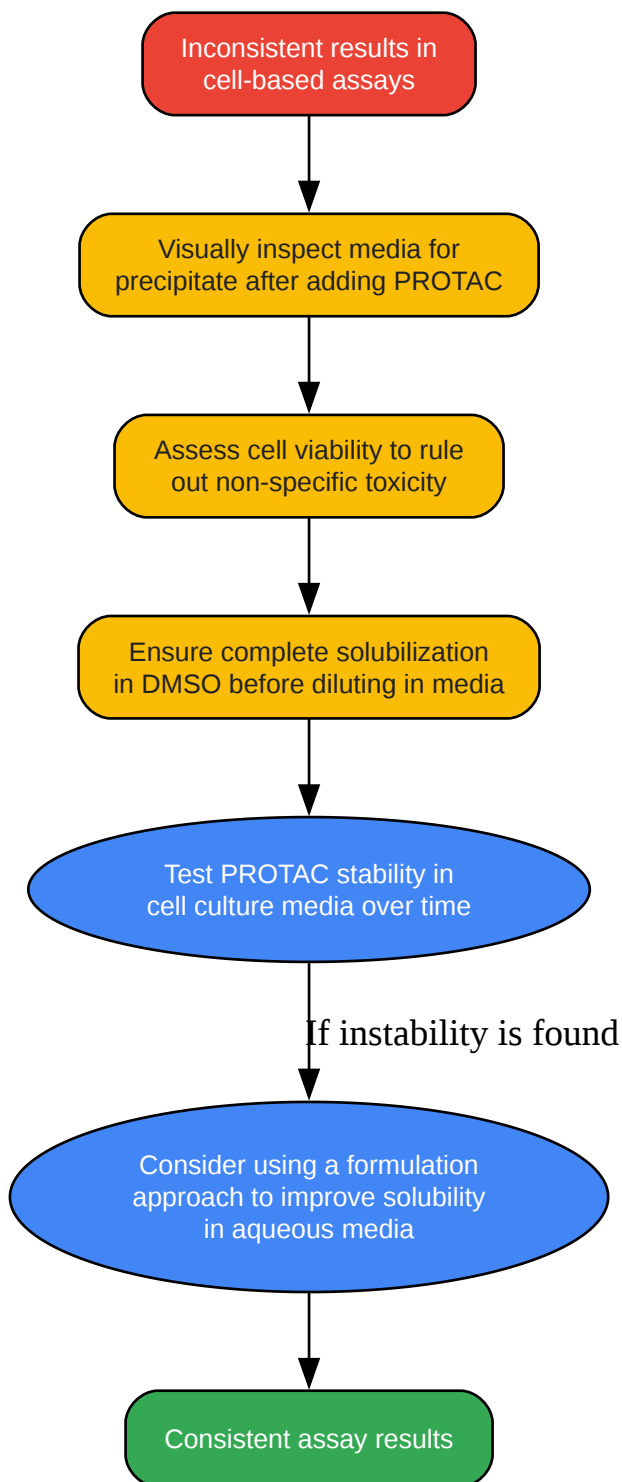 Inconsistent results in
cell-based assays
Visually inspect media for
precipitate after adding PROTAC
Assess cell viability to rule
out non-specific toxicity
Ensure complete solubilization
in DMSO before diluting in media
Test PROTAC stability in
cell culture media over time
If instability is found
Consider using a formulation
approach to improve solubility
in aqueous media
Consistent assay results